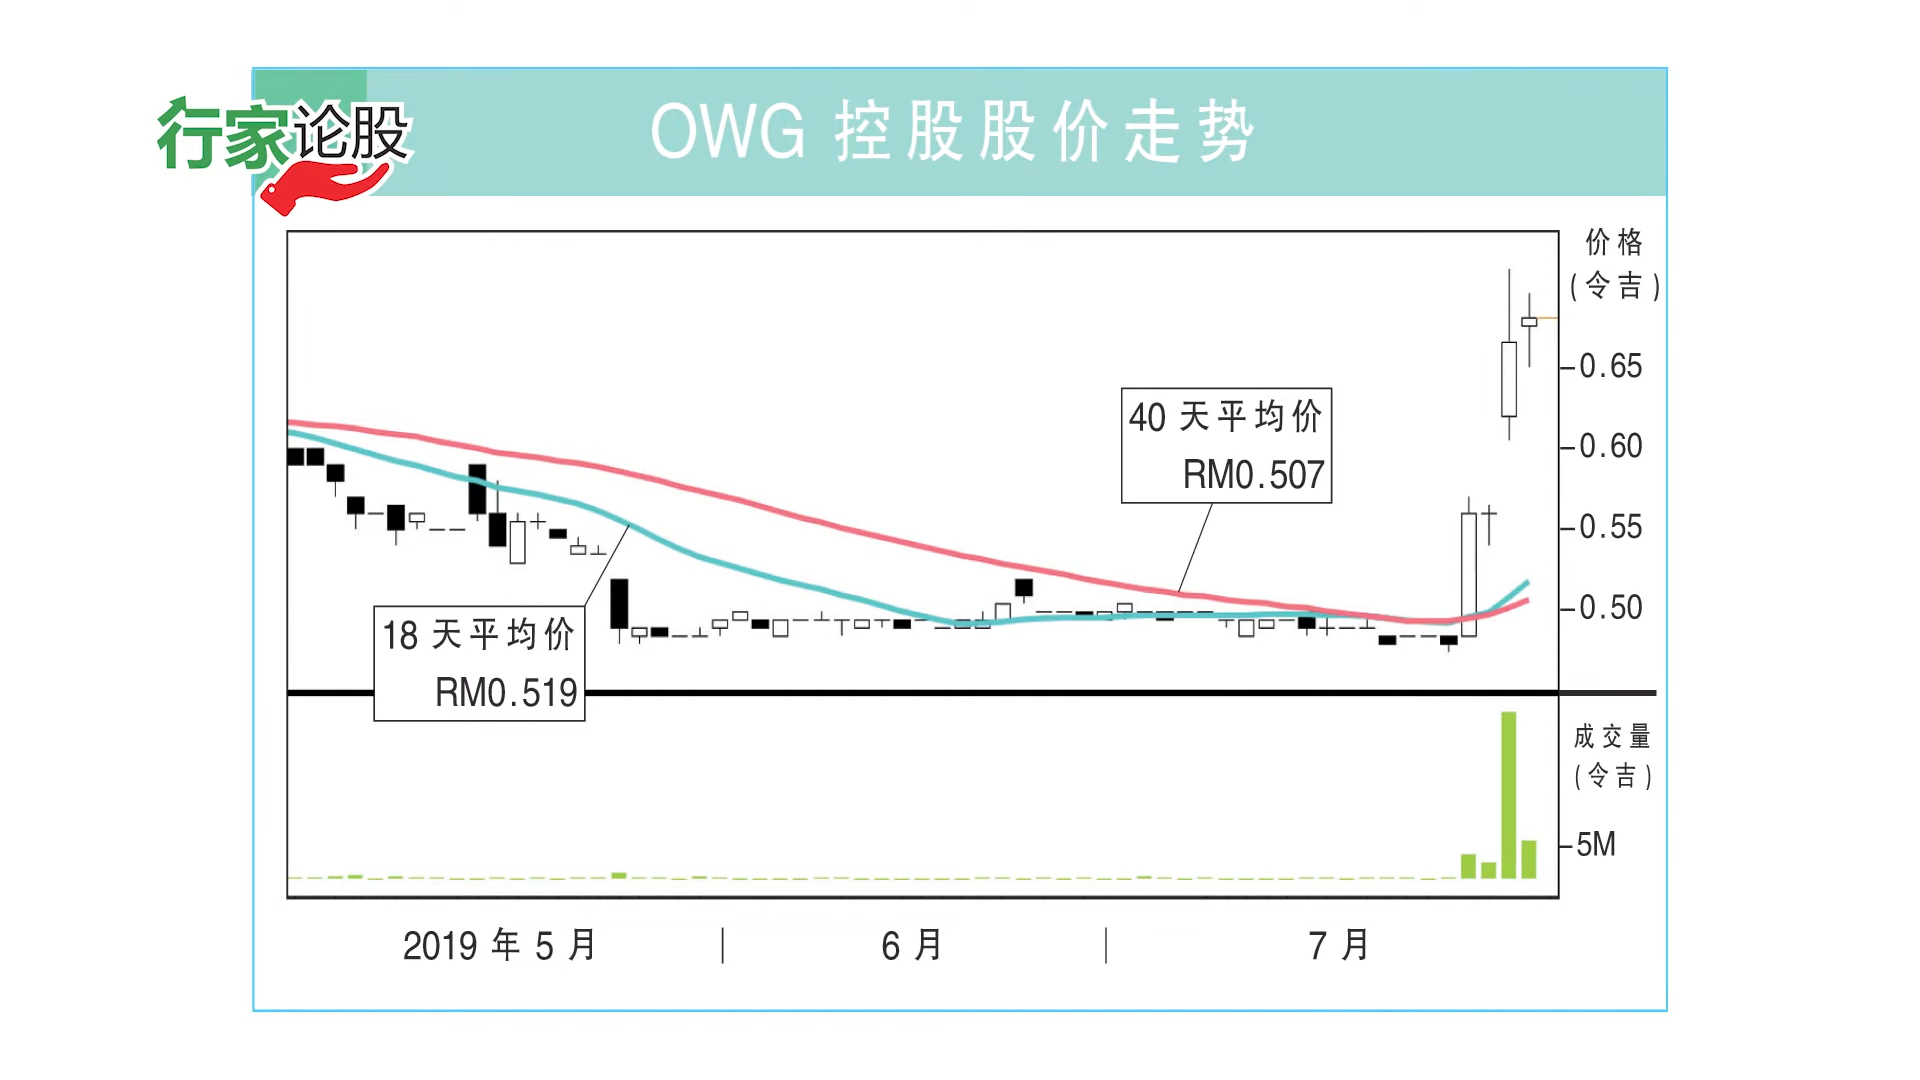 行家论股
OWG 控股股价走势
价格
(令吉)
0.65
0.60
0.55
0.50
40 天平均价
RM0.507
18 天平均价
RM0.519
成交量
(令吉)
5M
2019 年 5 月
6 月
7 月